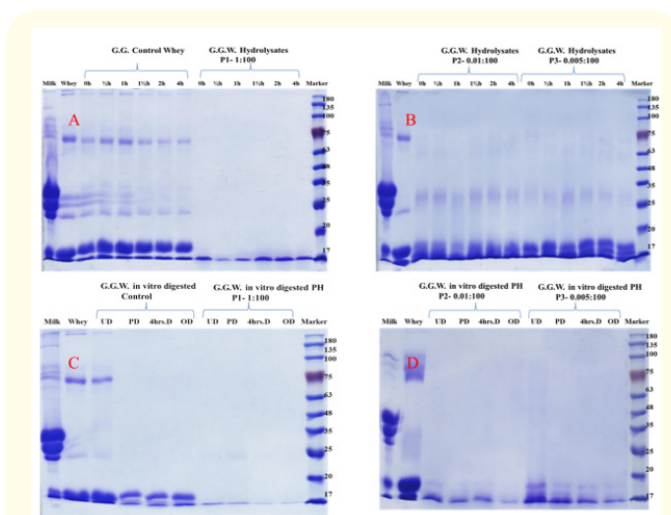 G.G. Control Whey
G.G.W. Hydrolysates
P1- 1:100
Milk Whey 0h ½h 1h 1½h 2h 4h 0h ½h 1h 1½h 2h 4h Marker
A
180
135
100
75
63
48
35
25
20
17
G.G.W. Hydrolysates
P2- 0.01:100
G.G.W. Hydrolysates
P3- 0.005:100
Milk Whey 0h ½h 1h 1½h 2h 4h 0h ½h 1h 1½h 2h 4h Marker
B
180
135
100
75
63
48
35
25
20
17
G.G.W. in vitro digested
Control
G.G.W. in vitro digested PH
P1- 1:100
Milk Whey UD PD 4hrs.D OD UD PD 4hrs.D OD Marker
C
180
135
100
75
63
48
35
25
20
17
G.G.W. in vitro digested PH
P2- 0.01:100
G.G.W. in vitro digested PH
P3- 0.005:100
Milk Whey UD PD 4hrs.D OD UD PD 4hrs.D OD Marker
D
180
135
100
75
63
48
35
25
20
17